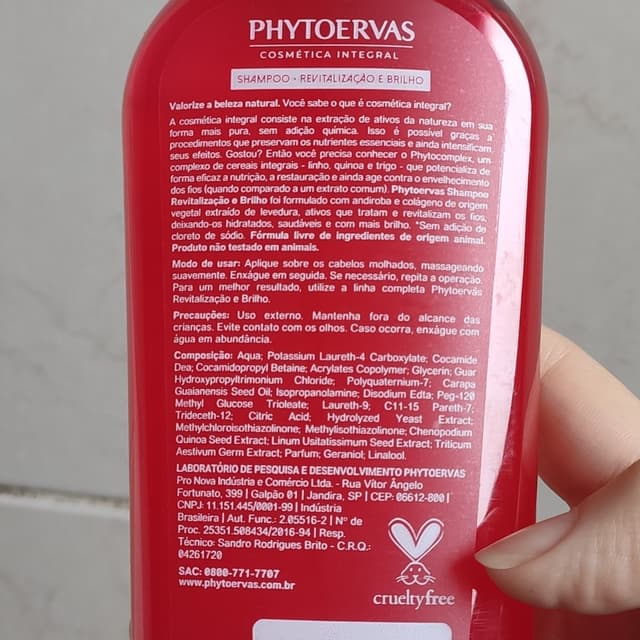 PHYTOERVAS
COSMÉTICA INTEGRAL
SHAMPOO • REVITALIZAÇÃO E BRILHO
Valorize a beleza natural. Você sabe o que é cosmética integral?
A cosmética integral consiste na extração de ativos da natureza em sua
forma mais pura, sem adição química. Isso é possível graças a
procedimentos que preservam os nutrientes essenciais e ainda intensificam
seus efeitos. Gostou? Então você precisa conhecer o Phytocomplex, um
complexo de cereais integrais - linho, quinoa e trigo - que potencializa de
forma eficaz a nutrição, a restauração e ainda age contra o envelhecimento
dos fios (quando comparado a um extrato comum). Phytoervas Shampoo
Revitalização e Brilho foi formulado com andiroba e colágeno de origem
vegetal extraído de levedura, ativos que tratam e revitalizam os fios,
deixando-os hidratados, saudáveis e com mais brilho. *Sem adição de
cloreto de sódio. Fórmula livre de ingredientes de origem animal.
Produto não testado em animais.
Modo de usar: Aplique sobre os cabelos molhados, massageando
suavemente. Enxágue em seguida. Se necessário, repita a operação.
Para um melhor resultado, utilize a linha completa Phytoervas
Revitalização e Brilho.
Precauções: Uso externo. Mantenha fora do alcance das
crianças. Evite contato com os olhos. Caso ocorra, enxágue com
água em abundância.
Composição: Aqua; Potassium Laureth-4 Carboxylate; Cocamide
Dea; Cocamidopropyl Betaine; Acrylates Copolymer; Glycerin; Guar
Hydroxypropyltrimonium Chloride; Polyquaternium-7; Carapa
Guaianensis Seed Oil; Isopropanolamine; Disodium Edta; Peg-120
Methyl Glucose Trioleate; Laureth-9; C11-15 Pareth-7;
Trideceth-12; Citric Acid; Hydrolyzed Yeast Extract;
Methylchloroisothiazolinone; Methylisothiazolinone; Chenopodium
Quinoa Seed Extract; Linum Usitatissimum Seed Extract; Triticum
Aestivum Germ Extract; Parfum; Geraniol; Linalool.
LABORATÓRIO DE PESQUISA E DESENVOLVIMENTO PHYTOERVAS
Pro Nova Indústria e Comércio Ltda. - Rua Vítor Ângelo
Fortunato, 399 | Galpão 01 | Jandira, SP | CEP: 06612-800 |
CNPJ: 11.151.445/0001-99 | Indústria
Brasileira | Aut. Func.: 2.05516-2 | Nº de
Proc. 25351.508434/2016-94 | Resp.
Técnico: Sandro Rodrigues Brito - C.R.Q.:
04261720
SAC: 0800-771-7707
www.phytoervas.com.br
crueltyfree